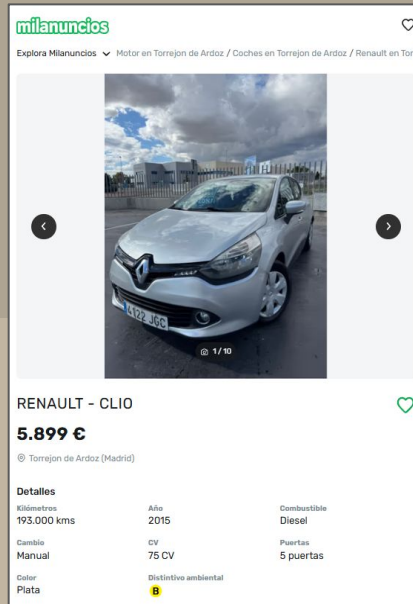 milanuncios
Explora Milanuncios Motor en Torrejon de Ardoz / Coches en Torrejon de Ardoz / Renault en Tor
4122 JGC
1/10
RENAULT - CLIO
5.899 €
Torrejon de Ardoz (Madrid)
Detalles
Kilómetros Año Combustible
193.000 kms 2015 Diesel
Cambio CV Puertas
Manual 75 CV 5 puertas
Color Distintivo ambiental
Plata B